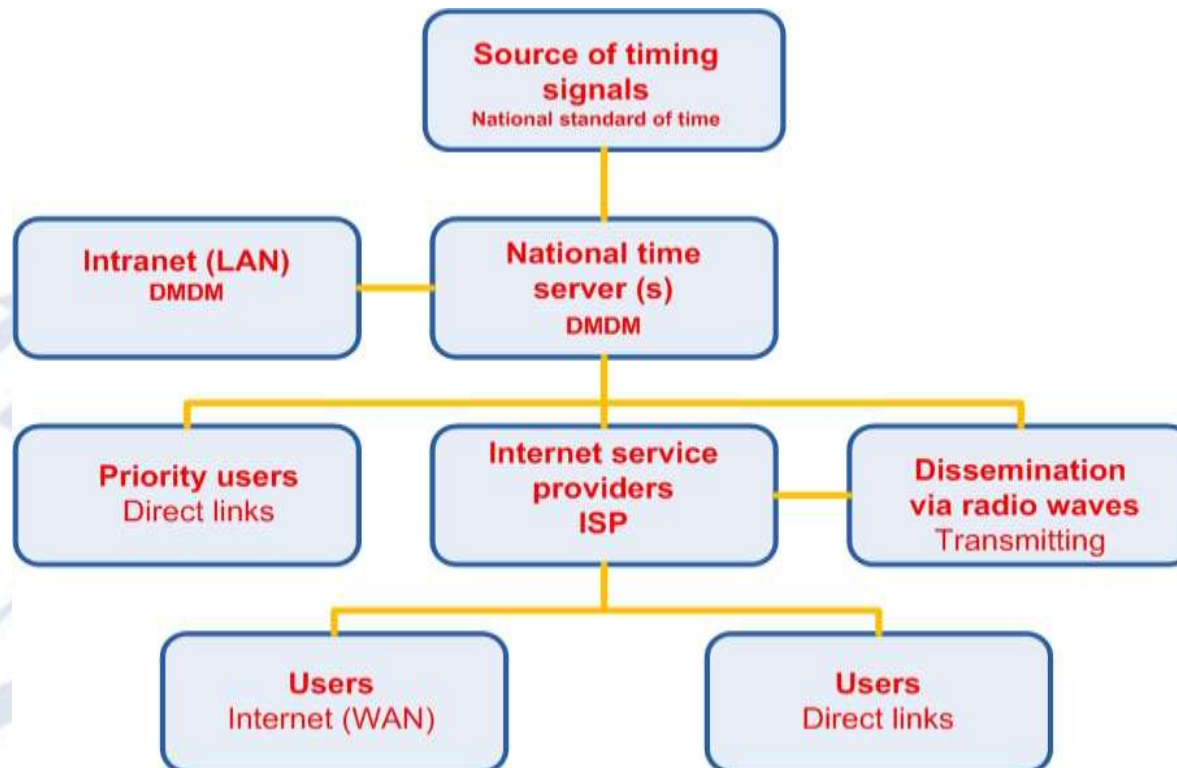 Source of timing
signals
National standard of time
Intranet (LAN)
DMDM
National time
server (s)
DMDM
Priority users
Direct links
Internet service
providers
ISP
Dissemination
via radio waves
Transmitting
Users
Internet (WAN)
Users
Direct links